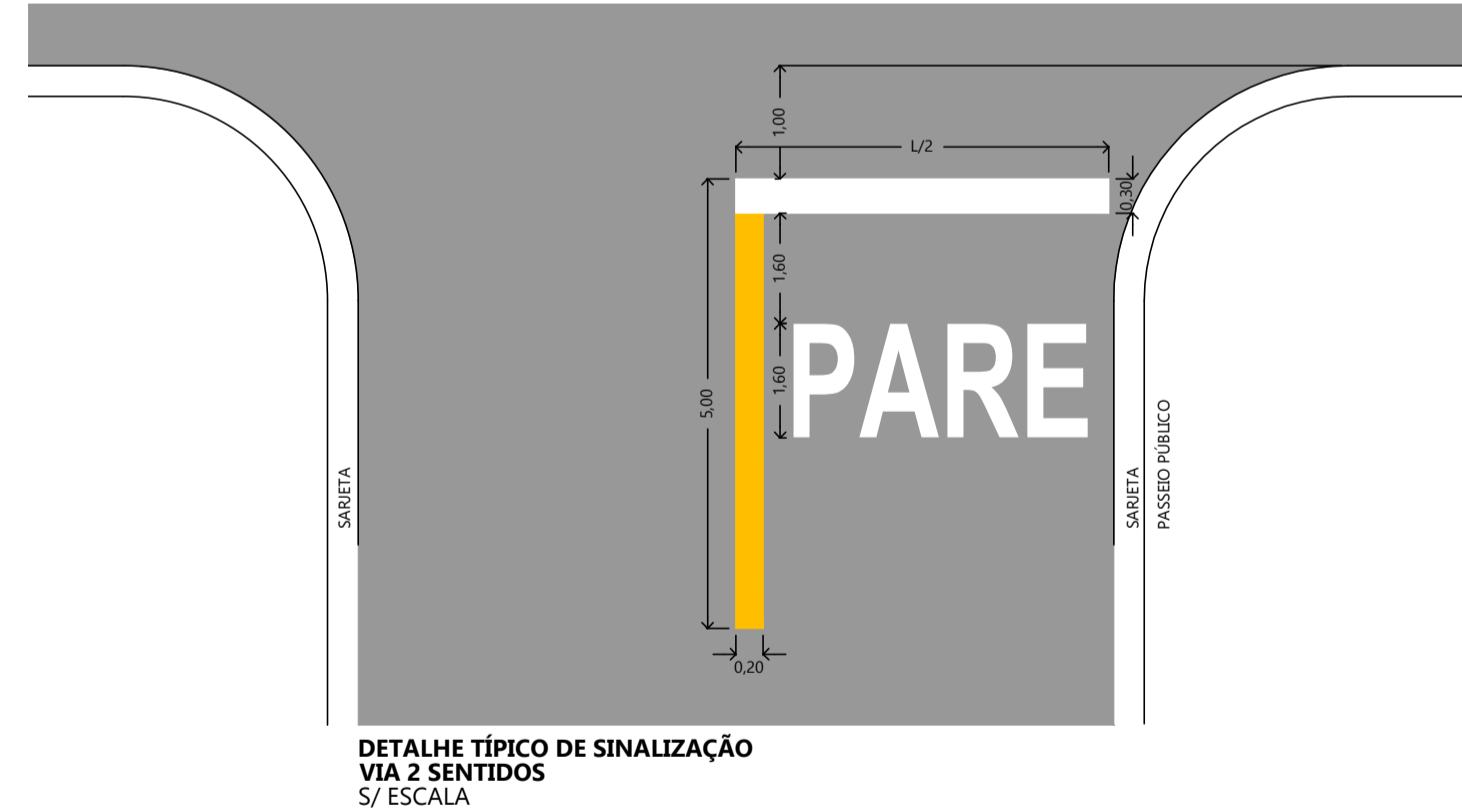 1,00
L/2
0,30
1,60
PARE
1,60
5,00
SARJETA
SARJETA
PASSEIO PÚBLICO
0,20
DETALHE TÍPICO DE SINALIZAÇÃO
VIA 2 SENTIDOS
S/ ESCALA